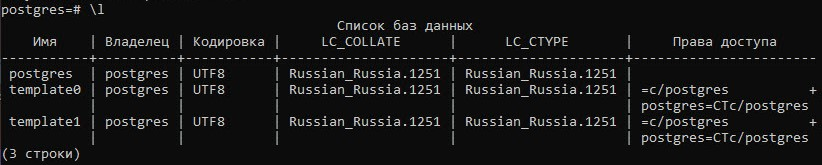 postgres=# \l
Список баз данных
Имя | Владелец | Кодировка | LC_COLLATE | LC_CTYPE | Права доступа
-----------+----------+-----------+---------------------+---------------------+-----------------------
postgres | postgres | UTF8 | Russian_Russia.1251 | Russian_Russia.1251 |
template0 | postgres | UTF8 | Russian_Russia.1251 | Russian_Russia.1251 | =c/postgres +
| | | | | postgres=CTc/postgres
template1 | postgres | UTF8 | Russian_Russia.1251 | Russian_Russia.1251 | =c/postgres +
| | | | | postgres=CTc/postgres
(3 строки)